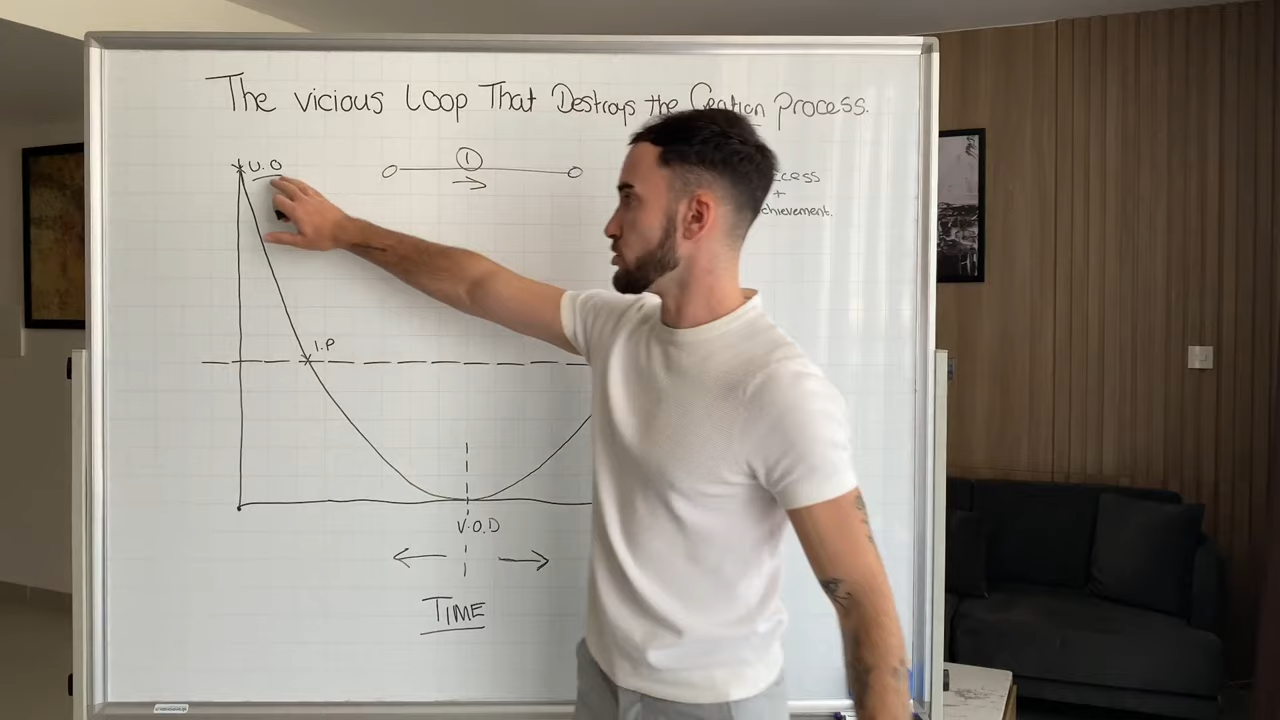 The vicious Loop That Destroys the Creation Process.
U.O
1
+
I.P
V.O.D
TIME